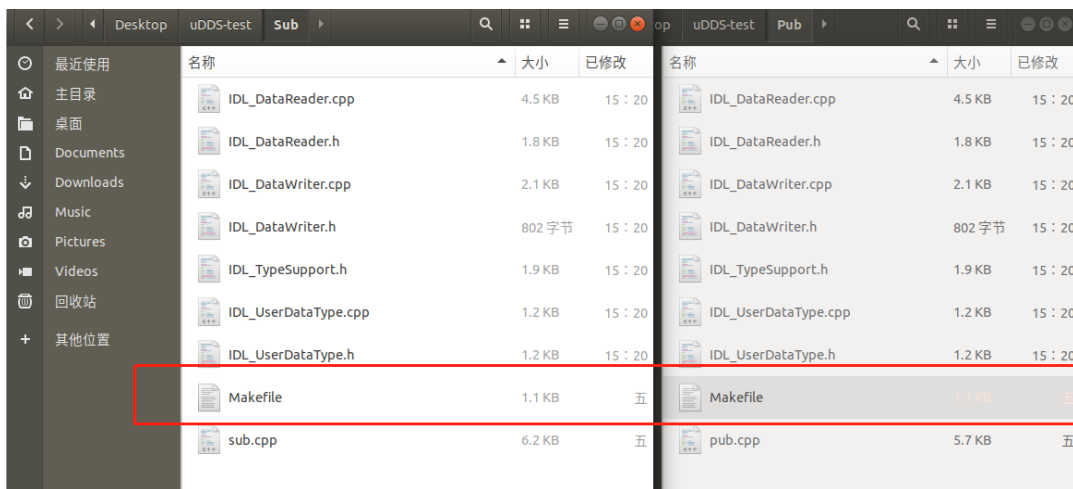 Desktop uDDS-test Sub
op uDDS-test Pub
最近使用
主目录
桌面
Documents
Downloads
Music
Pictures
Videos
回收站
其他位置
名称 大小 已修改
IDL_DataReader.cpp 4.5 KB 15：20
IDL_DataReader.h 1.8 KB 15：20
IDL_DataWriter.cpp 2.1 KB 15：20
IDL_DataWriter.h 802 字节 15：20
IDL_TypeSupport.h 1.9 KB 15：20
IDL_UserDataType.cpp 1.2 KB 15：20
IDL_UserDataType.h 1.2 KB 15：20
Makefile 1.1 KB 五
sub.cpp 6.2 KB 五
名称 大小 已修改
IDL_DataReader.cpp 4.5 KB 15：20
IDL_DataReader.h 1.8 KB 15：20
IDL_DataWriter.cpp 2.1 KB 15：20
IDL_DataWriter.h 802 字节 15：20
IDL_TypeSupport.h 1.9 KB 15：20
IDL_UserDataType.cpp 1.2 KB 15：20
IDL_UserDataType.h 1.2 KB 15：20
Makefile 1.1 KB 五
pub.cpp 5.7 KB 五